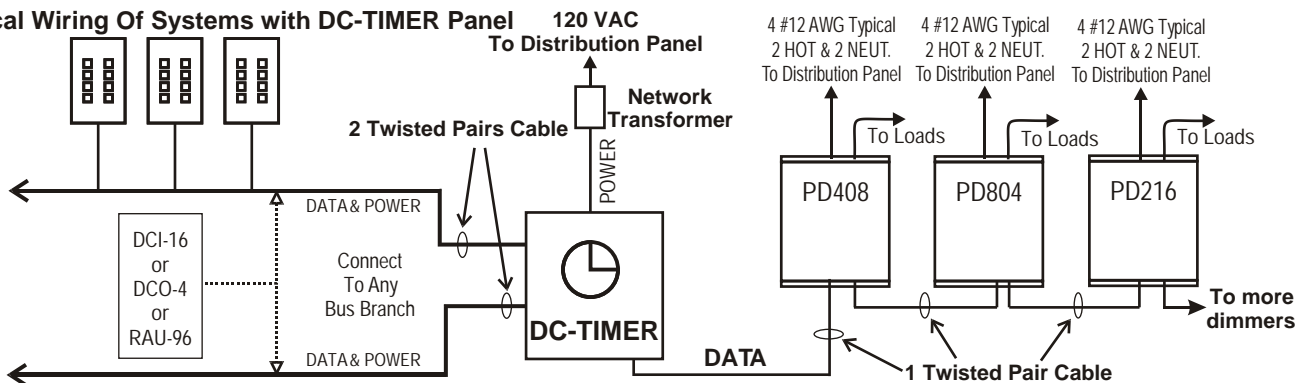 cal Wiring Of Systems with DC-TIMER Panel
120 VAC
To Distribution Panel
Network
Transformer
2 Twisted Pairs Cable
POWER
DATA & POWER
DCI-16
or
DCO-4
or
RAU-96
Connect
To Any
Bus Branch
DATA & POWER
DC-TIMER
DATA
4 #12 AWG Typical
2 HOT & 2 NEUT.
To Distribution Panel
4 #12 AWG Typical
2 HOT & 2 NEUT.
To Distribution Panel
4 #12 AWG Typical
2 HOT & 2 NEUT.
To Distribution Panel
To Loads
To Loads
To Loads
PD408
PD804
PD216
To more
dimmers
1 Twisted Pair Cable